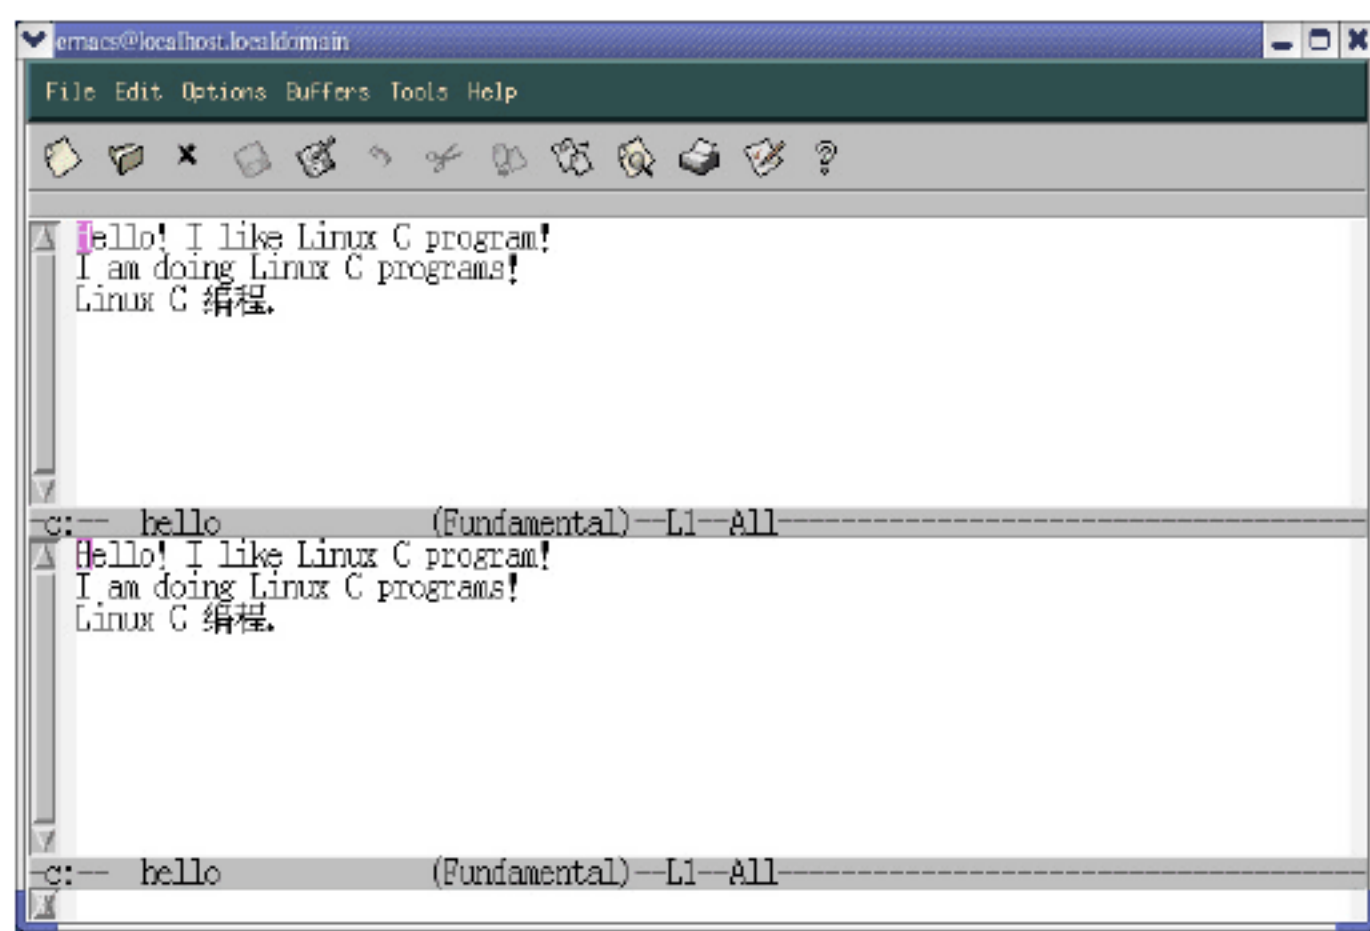 emacs@localhost.localdomain
File Edit Options Buffers Tools Help
Hello! I like Linux C program!
I am doing Linux C programs!
Linux C 编程.
-c:-- hello (Fundamental)--L1--All--------------------------------------
Hello! I like Linux C program!
I am doing Linux C programs!
Linux C 编程.
-c:-- hello (Fundamental)--L1--All--------------------------------------